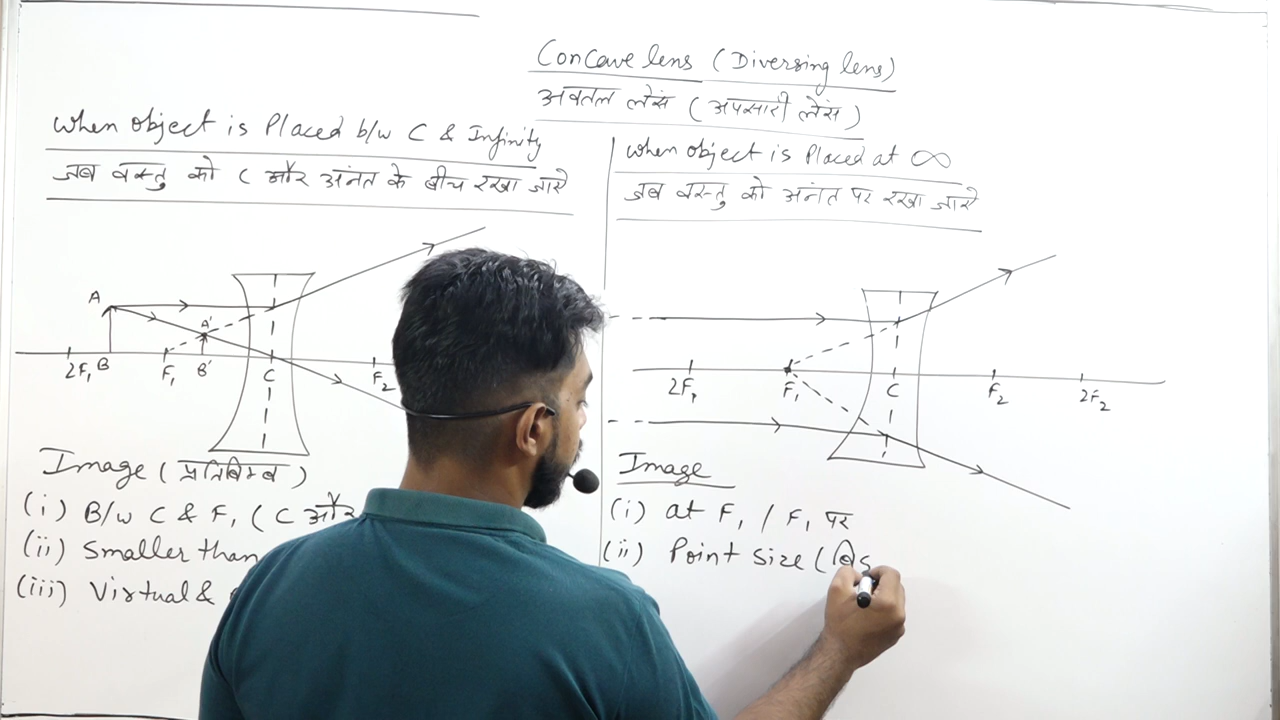 Concave lens (Diverging lens)
अवतल लेंस (अपसारी लेंस)
When object is Placed b/w C & Infinity
जब वस्तु को C और अनंत के बीच रखा जाये
A
A'
2F₁ B F₁ B' C F₂
Image (प्रतिबिम्ब)
(i) B/w C & F₁ (C और
(ii) Smaller than
(iii) Virtual &
When object is Placed at ∞
जब वस्तु को अनंत पर रखा जाये
2F₁ F₁ C F₂ 2F₂
Image
(i) at F₁ / F₁ पर
(ii) Point size (